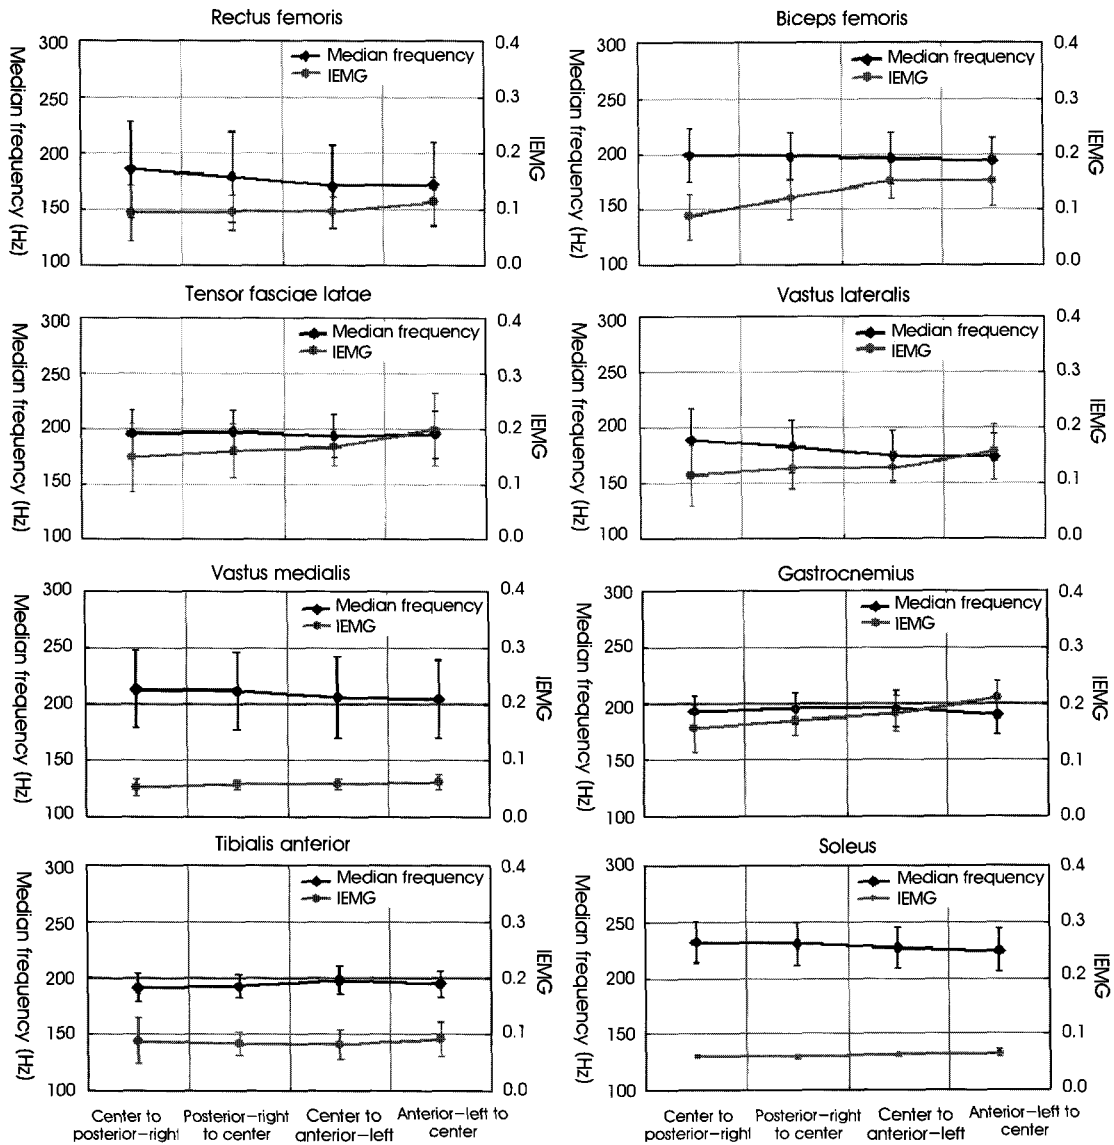 Rectus femoris
Median frequency (Hz)
300
250
200
150
100
Median frequency
IEMG
0.4
0.3
0.2
0.1
0.0
IEMG
Biceps femoris
Median frequency (Hz)
300
250
200
150
100
Median frequency
IEMG
0.4
0.3
0.2
0.1
0.0
IEMG
Tensor fasciae latae
Median frequency (Hz)
300
250
200
150
100
Median frequency
IEMG
0.4
0.3
0.2
0.1
0.0
IEMG
Vastus lateralis
Median frequency (Hz)
300
250
200
150
100
Median frequency
IEMG
0.4
0.3
0.2
0.1
0.0
IEMG
Vastus medialis
Median frequency (Hz)
300
250
200
150
100
Median frequency
IEMG
0.4
0.3
0.2
0.1
0.0
IEMG
Gastrocnemius
Median frequency (Hz)
300
250
200
150
100
Median frequency
IEMG
0.4
0.3
0.2
0.1
0.0
IEMG
Tibialis anterior
Median frequency (Hz)
300
250
200
150
100
Median frequency
IEMG
0.4
0.3
0.2
0.1
0.0
IEMG
Center to
posterior-right
Posterior-right
to center
Center to
anterior-left
Anterior-left to
center
Soleus
Median frequency (Hz)
300
250
200
150
100
Median frequency
IEMG
0.4
0.3
0.2
0.1
0.0
IEMG
Center to
posterior-right
Posterior-right
to center
Center to
anterior-left
Anterior-left to
center